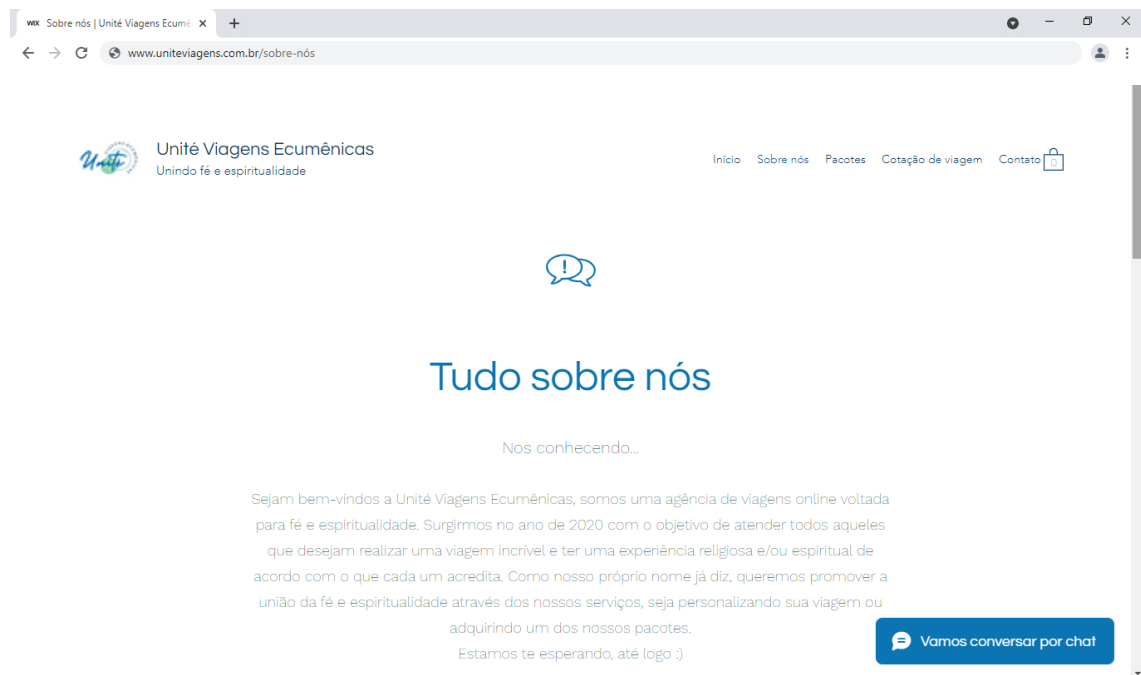 WiX Sobre nós | Unité Viagens Ecumê
www.uniteviagens.com.br/sobre-nós
Unité
Unité Viagens Ecumênicas
Unindo fé e espiritualidade
Início Sobre nós Pacotes Cotação de viagem Contato 0
Tudo sobre nós
Nos conhecendo...
Sejam bem-vindos a Unité Viagens Ecumênicas, somos uma agência de viagens online voltada
para fé e espiritualidade. Surgirmos no ano de 2020 com o objetivo de atender todos aqueles
que desejam realizar uma viagem incrível e ter uma experiência religiosa e/ou espiritual de
acordo com o que cada um acredita. Como nosso próprio nome já diz, queremos promover a
união da fé e espiritualidade através dos nossos serviços, seja personalizando sua viagem ou
adquirindo um dos nossos pacotes.
Estamos te esperando, até logo :)
Vamos conversar por chat